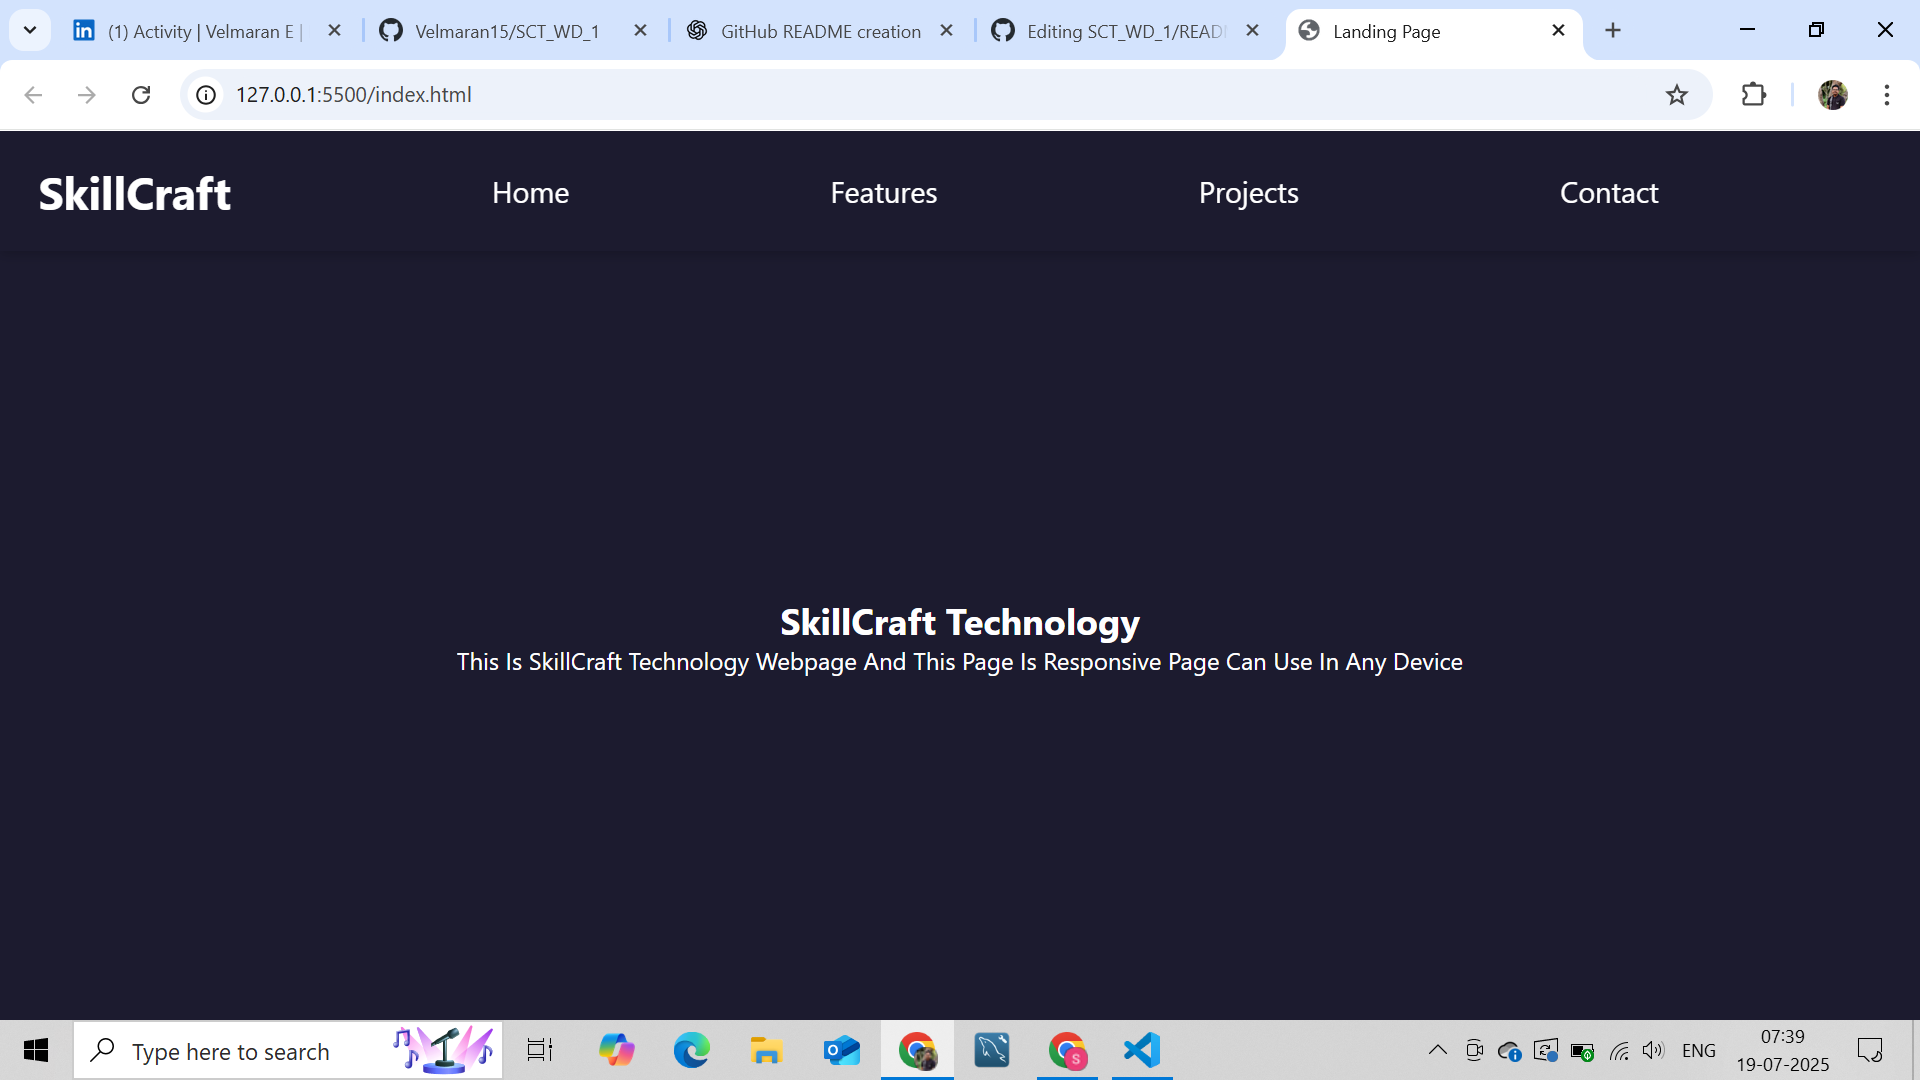 (1) Activity | Velmaran E |
Velmaran15/SCT_WD_1
GitHub README creation
Editing SCT_WD_1/READ
Landing Page
127.0.0.1:5500/index.html
SkillCraft
Home
Features
Projects
Contact
SkillCraft Technology
This Is SkillCraft Technology Webpage And This Page Is Responsive Page Can Use In Any Device
Type here to search
S
ENG
07:39
19-07-2025